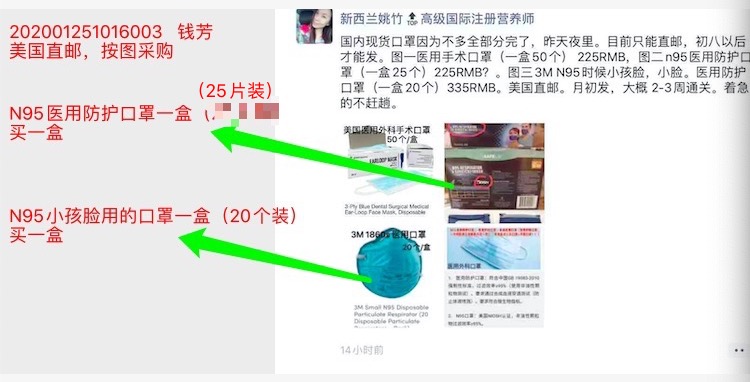 202001251016003 钱芳
美国直邮，按图采购
（25片装）
N95医用防护口罩一盒（
买一盒
N95小孩脸用的口罩一盒（20个装）
买一盒
新西兰姚竹 TOP 高级国际注册营养师
国内现货口罩因为不多全部分完了，昨天夜里。目前只能直邮，初八以后
才能发。图一医用手术口罩（一盒50个） 225RMB，图二n95医用防护口
罩（一盒25个）225RMB？。图三3M N95时候小孩脸，小脸。医用防护
口罩（一盒20个）335RMB。美国直邮。月初发，大概 2-3周通关。着急
的不赶趟。
美国医用外科手术口罩
50个/盒
EARLOOP MASK
3-Ply Blue Dental Surgical Medical
Ear-Loop Face Mask, Disposable
3M 1860s
20个/盒
3M Small N95 Disposable
Particulate Respirator (20
Disposable Particulate
SAFE
N95 RESPIRATOR
医用外科口罩
14小时前